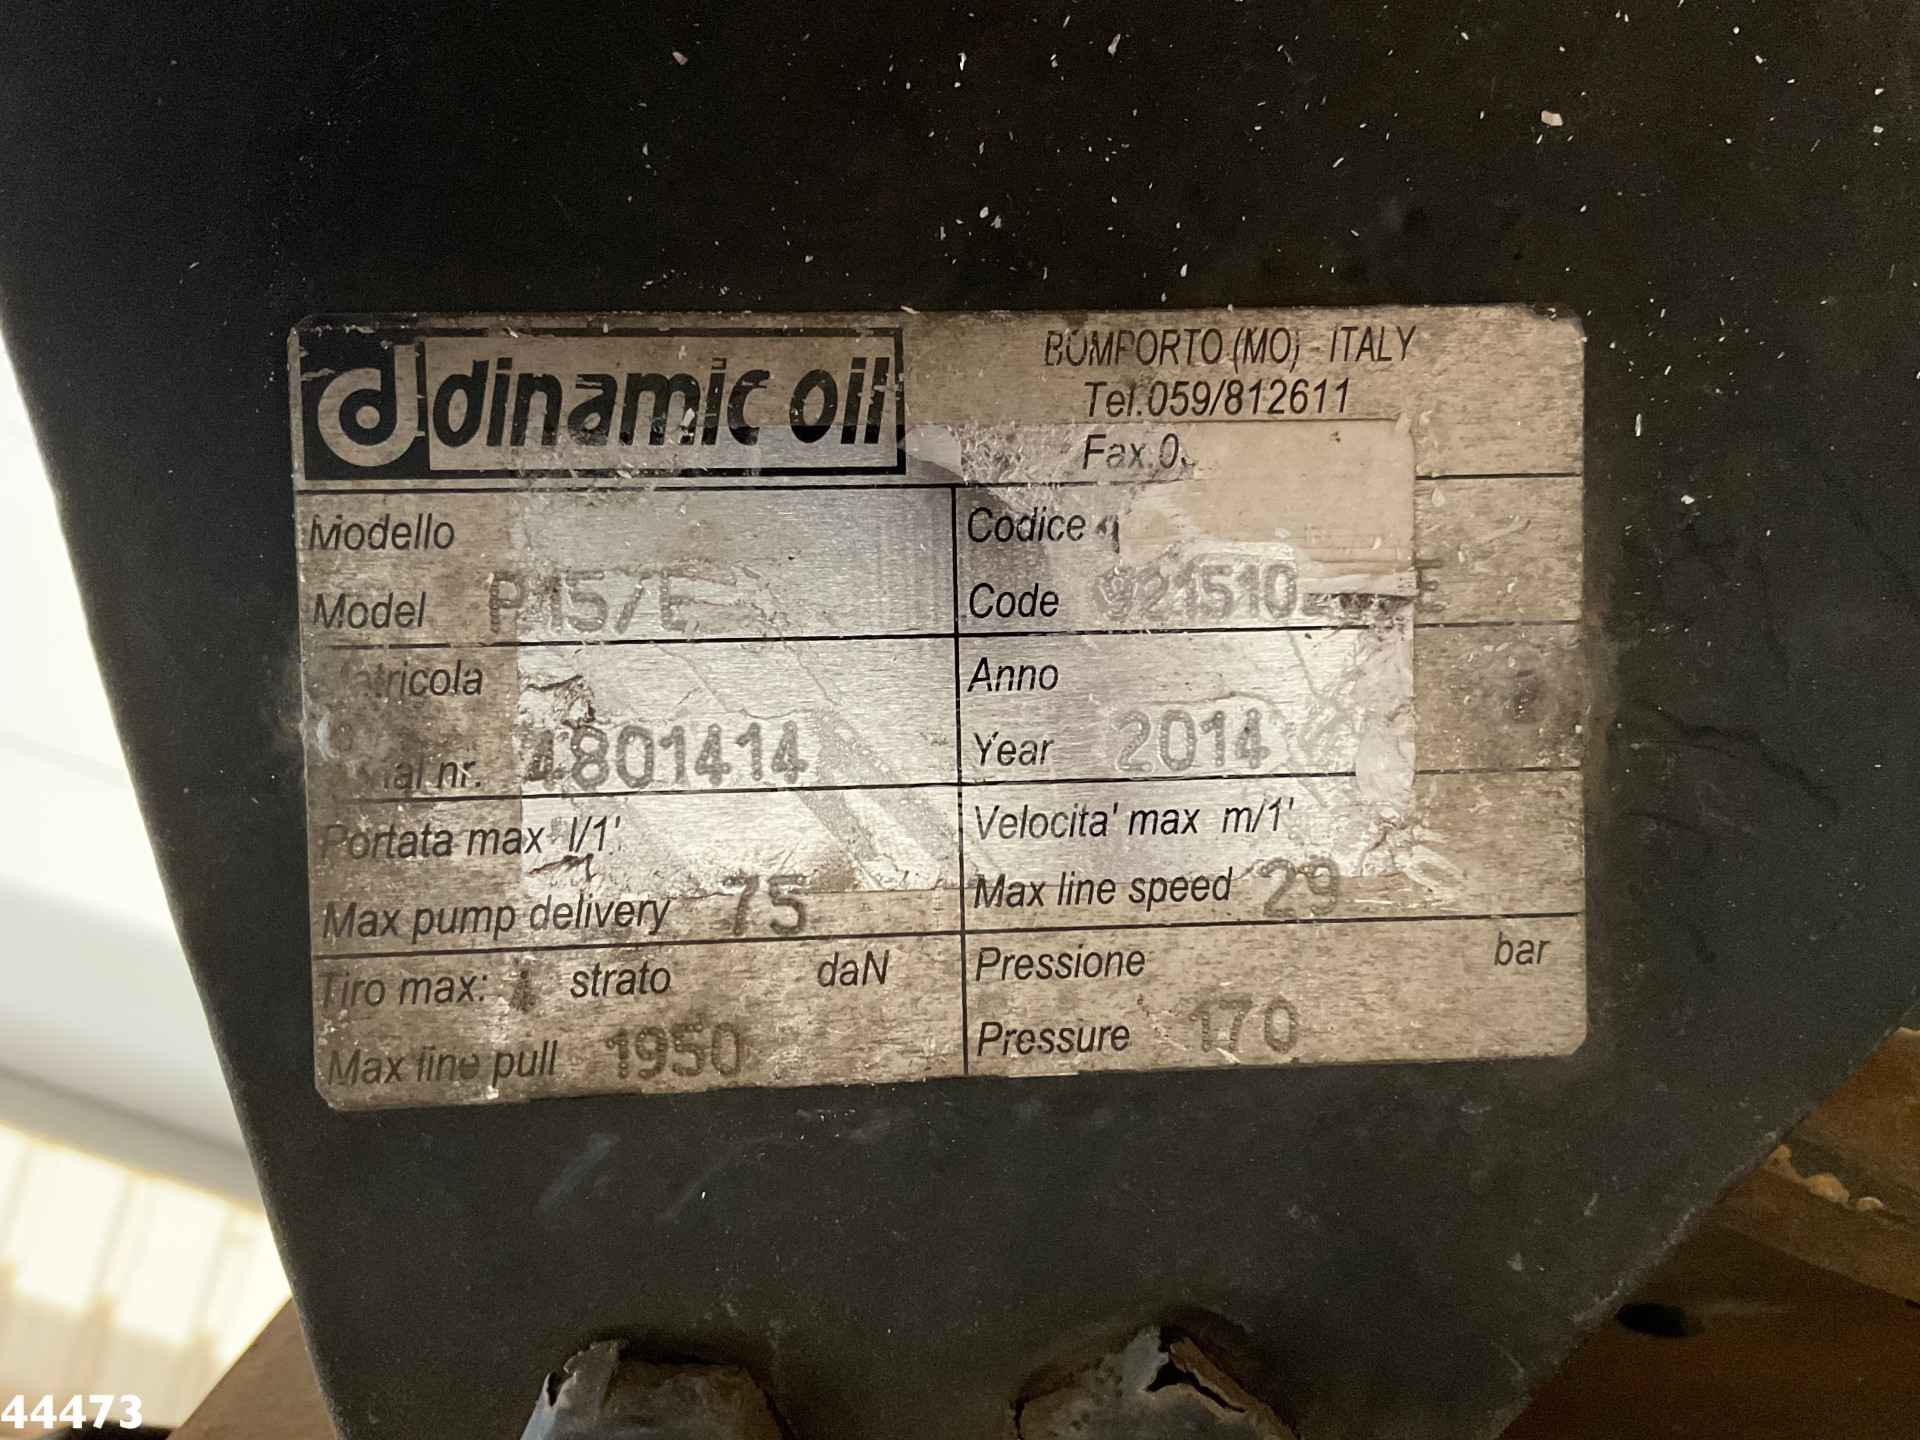 dinamic oil
BOMPORTO (MO) - ITALY
Tel.059/812611
Fax.0
Modello
Model P15/E
Codice
Code
Anno
Year 2014
4801414
Portata max l/1'
Max pump delivery 75
Velocita' max m/1'
Max line speed 29
Tiro max: 1 strato daN
Max line pull 1950
Pressione bar
Pressure 170
44473